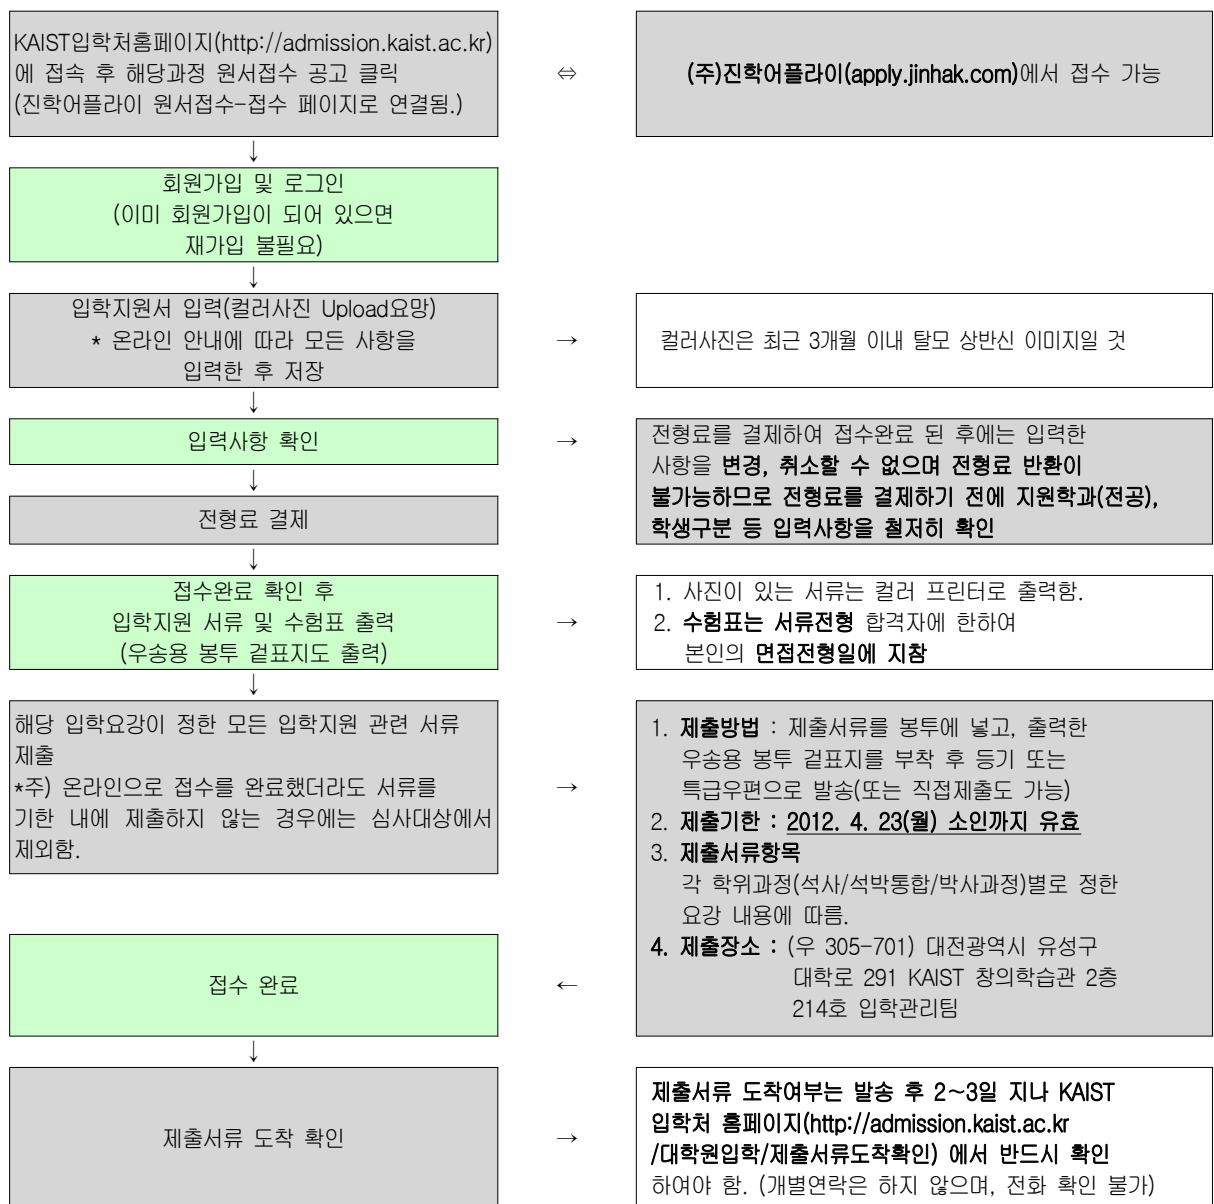 KAIST입학처홈페이지(http://admission.kaist.ac.kr)
에 접속 후 해당과정 원서접수 공고 클릭
(진학어플라이 원서접수-접수 페이지로 연결됨.)
⇔
(주)진학어플라이(apply.jinhak.com)에서 접수 가능
↓
회원가입 및 로그인
(이미 회원가입이 되어 있으면
재가입 불필요)
↓
입학지원서 입력(컬러사진 Upload요망)
* 온라인 안내에 따라 모든 사항을
입력한 후 저장
→
컬러사진은 최근 3개월 이내 탈모 상반신 이미지일 것
↓
입력사항 확인
→
전형료를 결제하여 접수완료 된 후에는 입력한
사항을 변경, 취소할 수 없으며 전형료 반환이
불가능하므로 전형료를 결제하기 전에 지원학과(전공),
학생구분 등 입력사항을 철저히 확인
↓
전형료 결제
↓
접수완료 확인 후
입학지원 서류 및 수험표 출력
(우송용 봉투 겉표지도 출력)
→
1. 사진이 있는 서류는 컬러 프린터로 출력함.
2. 수험표는 서류전형 합격자에 한하여
본인의 면접전형일에 지참
↓
해당 입학요강이 정한 모든 입학지원 관련 서류
제출
*주) 온라인으로 접수를 완료했더라도 서류를
기한 내에 제출하지 않는 경우에는 심사대상에서
제외함.
→
1. 제출방법 : 제출서류를 봉투에 넣고, 출력한
우송용 봉투 겉표지를 부착 후 등기 또는
특급우편으로 발송(또는 직접제출도 가능)
2. 제출기한 : 2012. 4. 23(월) 소인까지 유효
3. 제출서류항목
각 학위과정(석사/석박통합/박사과정)별로 정한
요강 내용에 따름.
4. 제출장소 : (우 305-701) 대전광역시 유성구
대학로 291 KAIST 창의학습관 2층
214호 입학관리팀
접수 완료
←
↓
제출서류 도착 확인
→
제출서류 도착여부는 발송 후 2~3일 지나 KAIST
입학처 홈페이지(http://admission.kaist.ac.kr
/대학원입학/제출서류도착확인) 에서 반드시 확인
하여야 함. (개별연락은 하지 않으며, 전화 확인 불가)